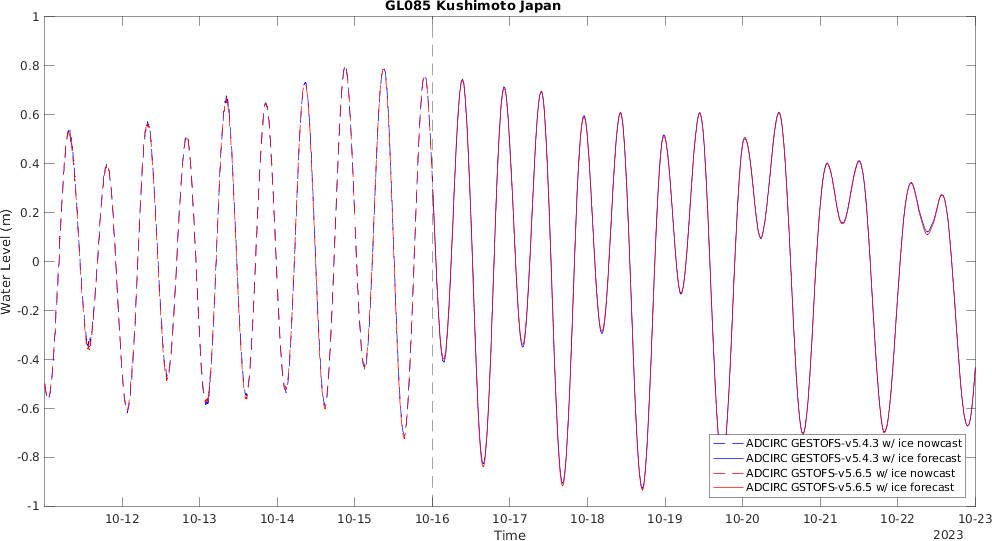 GL085 Kushimoto Japan
1
0.8
0.6
0.4
0.2
0
-0.2
-0.4
-0.6
-0.8
-1
Water Level (m)
10-12 10-13 10-14 10-15 10-16 10-17 10-18 10-19 10-20 10-21 10-22 10-23
Time
2023
ADCIRC GESTOFS-v5.4.3 w/ ice nowcast
ADCIRC GESTOFS-v5.4.3 w/ ice forecast
ADCIRC GSTOFS-v5.6.5 w/ ice nowcast
ADCIRC GSTOFS-v5.6.5 w/ ice forecast